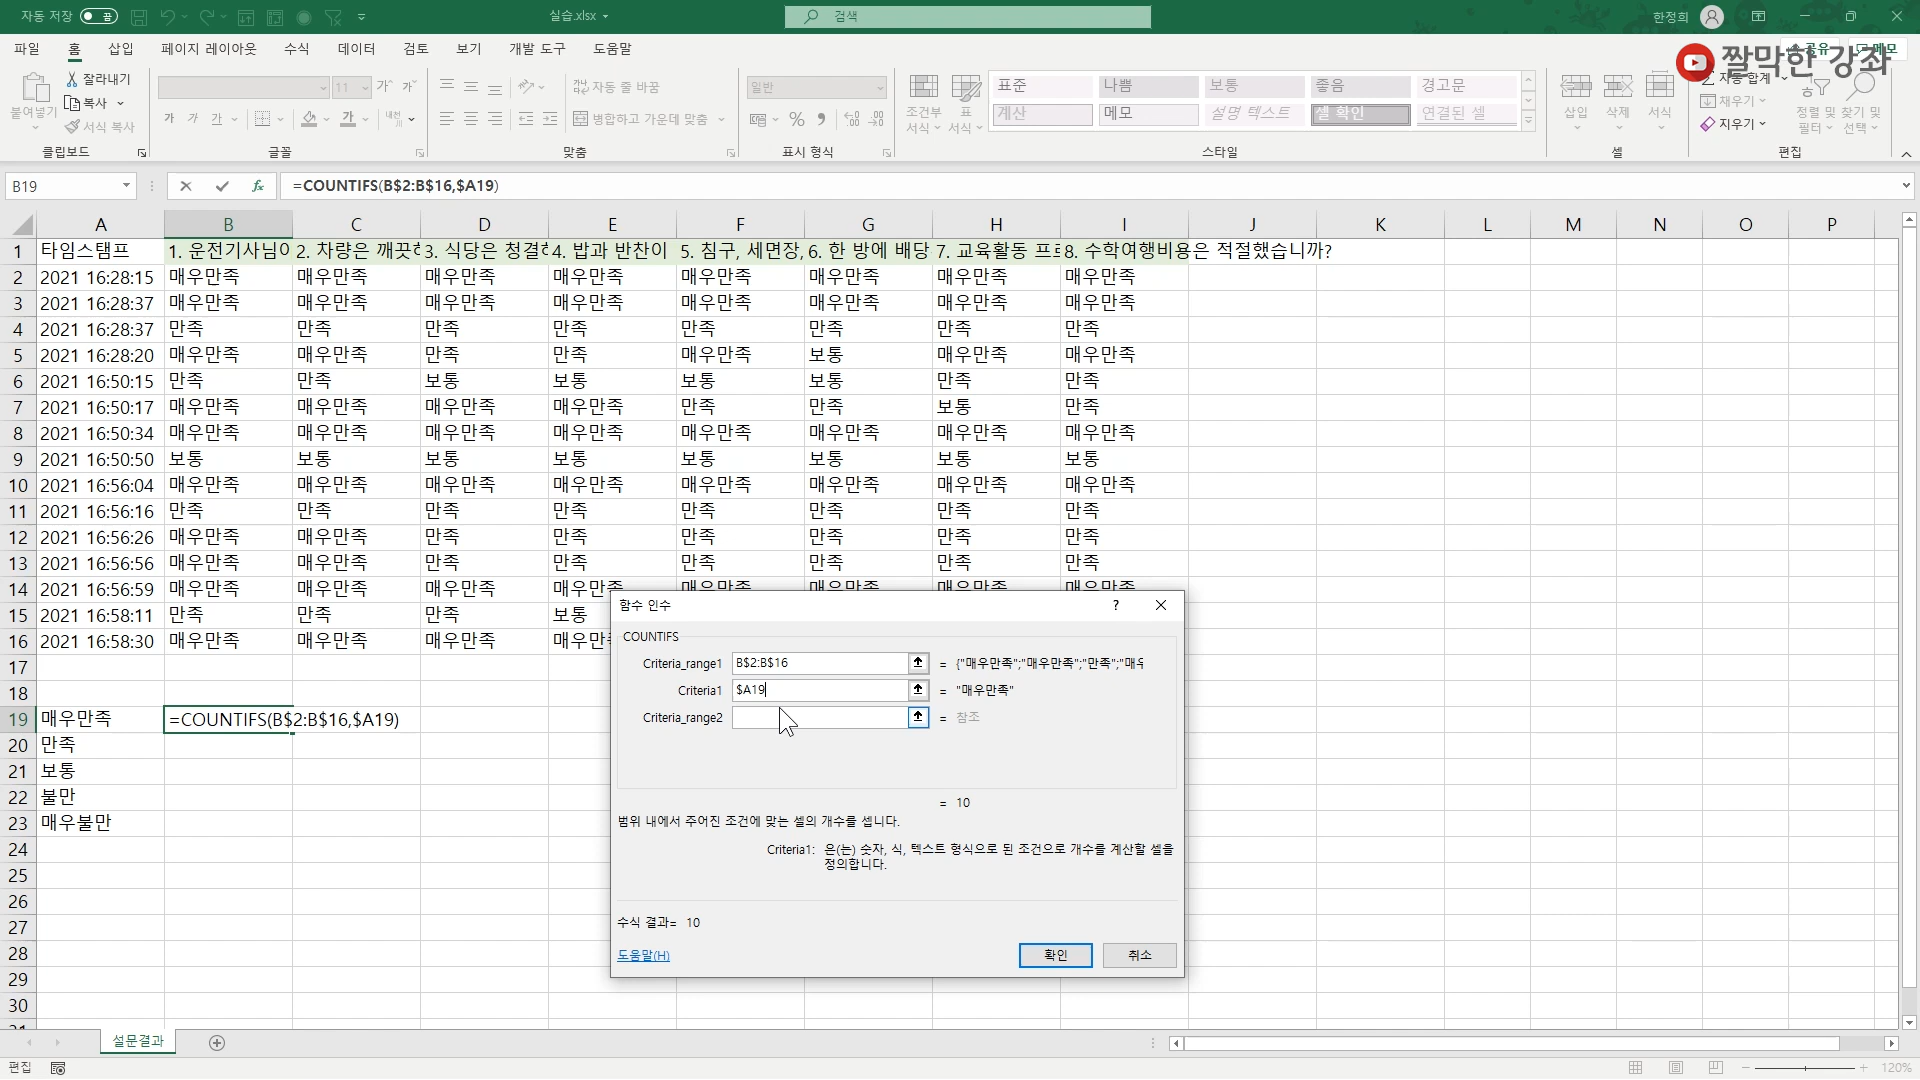 자동 저장 끔 실습.xlsx 검색 한정희
파일 홈 삽입 페이지 레이아웃 수식 데이터 검토 보기 개발 도구 도움말 공유 메모
짤막한 강좌
붙여넣기 잘라내기 복사 서식 복사 클립보드
11 가 가 가 가 가 글꼴
자동 줄 바꿈 병합하고 가운데 맞춤 맞춤
일반 % 표시 형식
조건부 서식 표 서식
표준 나쁨 보통 좋음 경고문
계산 메모 설명 텍스트 셀 확인 연결된 셀
스타일
삽입 삭제 서식 셀
자동 합계 채우기 지우기 정렬 및 필터 찾기 및 선택 편집
B19 fx =COUNTIFS(B$2:B$16,$A19)
A B C D E F G H I J K L M N O P
1 타임스탬프 1. 운전기사님이 2. 차량은 깨끗하 3. 식당은 청결하 4. 밥과 반찬이 5. 침구, 세면장, 6. 한 방에 배당 7. 교육활동 프로 8. 수학여행비용은 적절했습니까?
2 2021 16:28:15 매우만족 매우만족 매우만족 매우만족 매우만족 매우만족 매우만족 매우만족
3 2021 16:28:37 매우만족 매우만족 매우만족 매우만족 매우만족 매우만족 매우만족 매우만족
4 2021 16:28:37 만족 만족 만족 만족 만족 만족 만족 만족
5 2021 16:28:20 매우만족 매우만족 만족 만족 매우만족 보통 매우만족 매우만족
6 2021 16:50:15 만족 만족 보통 보통 보통 보통 만족 만족
7 2021 16:50:17 매우만족 매우만족 매우만족 매우만족 만족 만족 보통 만족
8 2021 16:50:34 매우만족 매우만족 매우만족 매우만족 매우만족 매우만족 매우만족 매우만족
9 2021 16:50:50 보통 보통 보통 보통 보통 보통 보통 보통
10 2021 16:56:04 매우만족 매우만족 매우만족 매우만족 매우만족 매우만족 매우만족 매우만족
11 2021 16:56:16 만족 만족 만족 만족 만족 만족 만족 만족
12 2021 16:56:26 매우만족 매우만족 만족 만족 만족 만족 만족 만족
13 2021 16:56:56 매우만족 매우만족 만족 만족 만족 만족 만족 만족
14 2021 16:56:59 매우만족 매우만족 매우만족 매우만족 매우만족 매우만족 매우만족 매우만족
15 2021 16:58:11 만족 만족 만족 보통
16 2021 16:58:30 매우만족 매우만족 매우만족 매우만족
17
18
19 매우만족 =COUNTIFS(B$2:B$16,$A19)
20 만족
21 보통
22 불만
23 매우불만
24
25
26
27
28
29
30
31
함수 인수 ?
COUNTIFS
Criteria_range1 B$2:B$16 = {"매우만족";"매우만족";"만족";"매우
Criteria1 $A19 = "매우만족"
Criteria_range2 = 참조
= 10
범위 내에서 주어진 조건에 맞는 셀의 개수를 셉니다.
Criteria1: 은(는) 숫자, 식, 텍스트 형식으로 된 조건으로 개수를 계산할 셀을
정의합니다.
수식 결과= 10
도움말(H) 확인 취소
설문결과
편집 120%